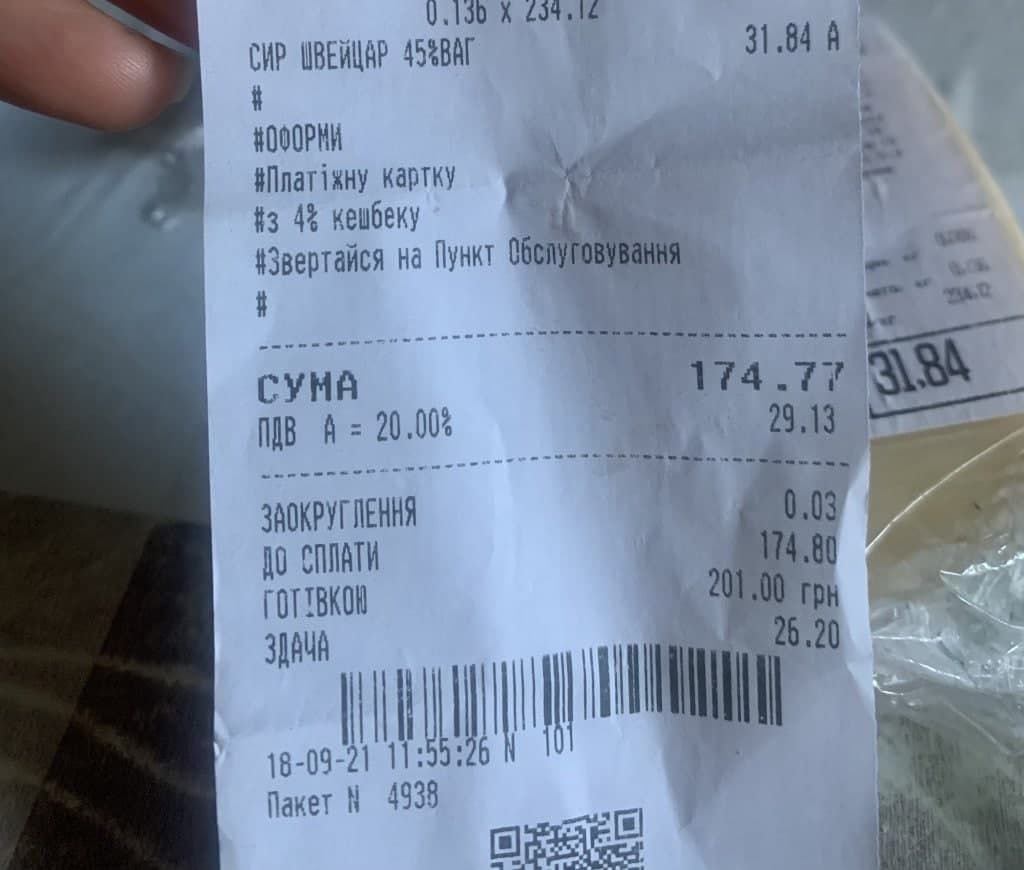 0.136 x 234.12
СИР ШВЕЙЦАР 45%ВАГ 31.84 А
#
#ОФОРМИ
#Платіжну картку
#з 4% кешбеку
#Звертайся на Пункт Обслуговування
#
СУМА 174.77
ПДВ А = 20.00% 29.13
ЗАОКРУГЛЕННЯ 0.03
ДО СПЛАТИ 174.80
ГОТІВКОЮ 201.00 грн
ЗДАЧА 26.20
18-09-21 11:55:26 N 101
Пакет N 4938
234.12
31.84